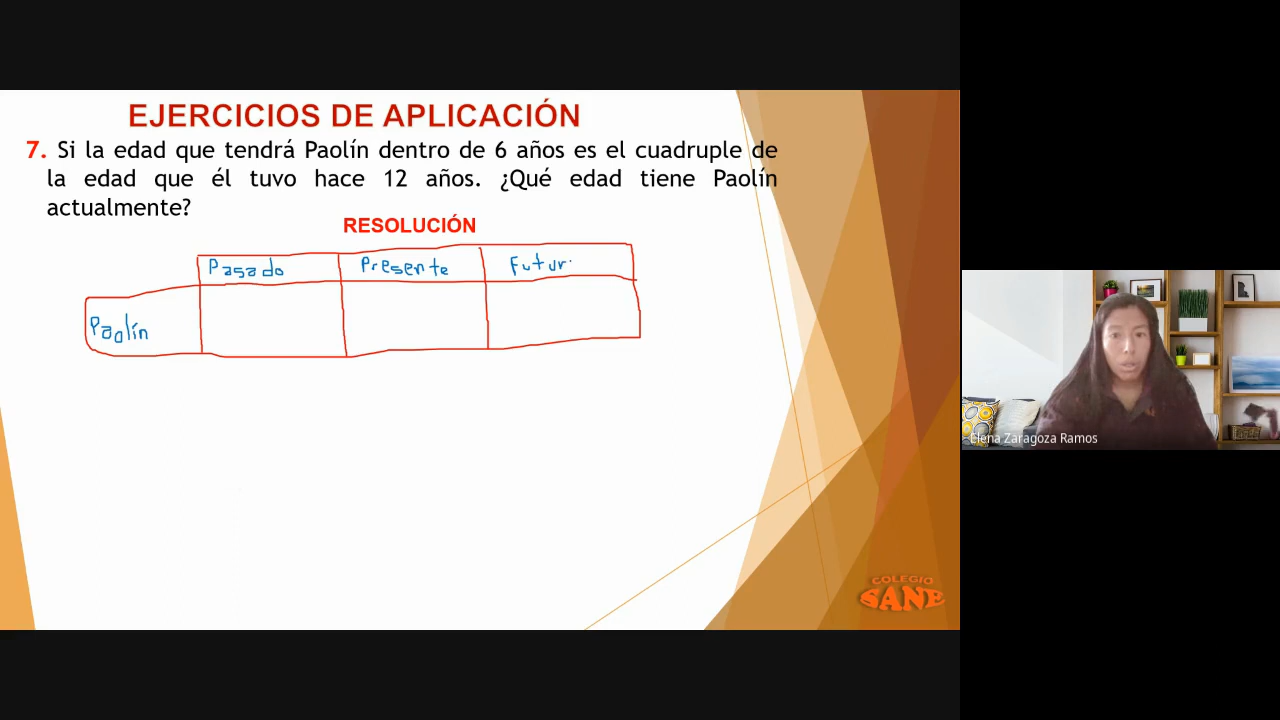 EJERCICIOS DE APLICACIÓN
7. Si la edad que tendrá Paolín dentro de 6 años es el cuadruple de
la edad que él tuvo hace 12 años. ¿Qué edad tiene Paolín
actualmente?
RESOLUCIÓN
Pasado Presente Futur
Paolín
Elena Zaragoza Ramos
COLEGIO
SANE